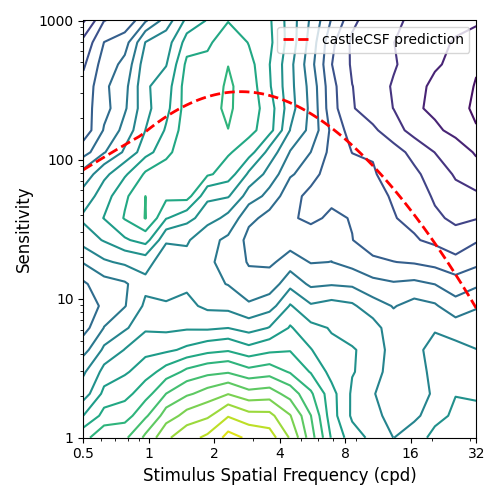 1000
castleCSF prediction
100
Sensitivity
10
1
0.5 1 2 4 8 16 32
Stimulus Spatial Frequency (cpd)